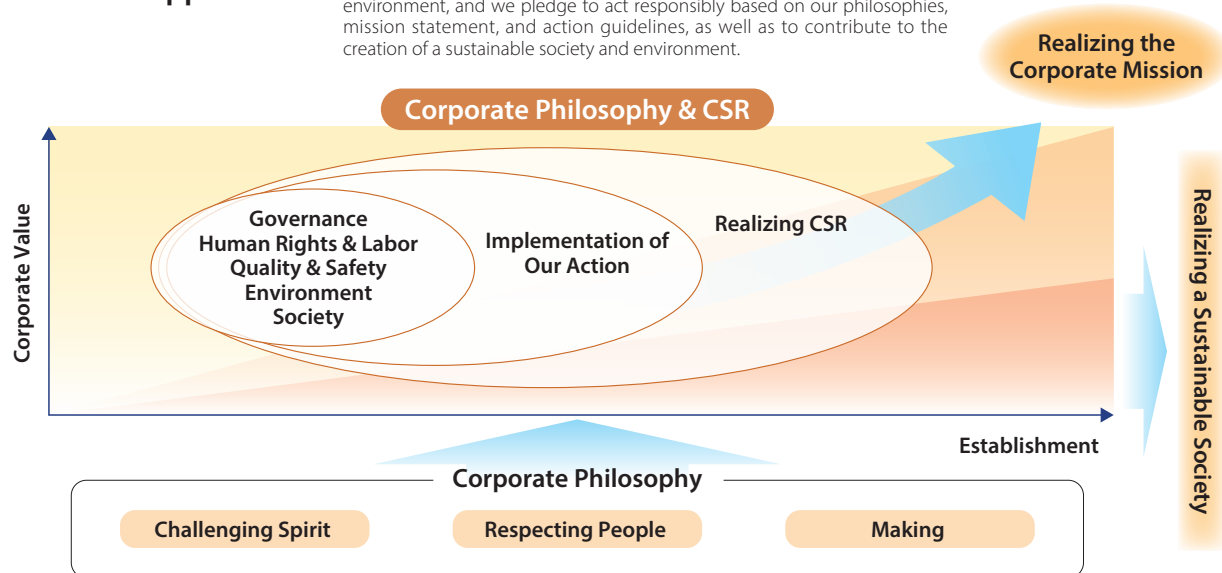 environment, and we pledge to act responsibly based on our philosophies,
mission statement, and action guidelines, as well as to contribute to the
creation of a sustainable society and environment.
Realizing the
Corporate Mission
Corporate Philosophy & CSR
Corporate Value
Governance
Human Rights & Labor
Quality & Safety
Environment
Society
Implementation of
Our Action
Realizing CSR
Realizing a Sustainable Society
Establishment
Corporate Philosophy
Challenging Spirit
Respecting People
Making